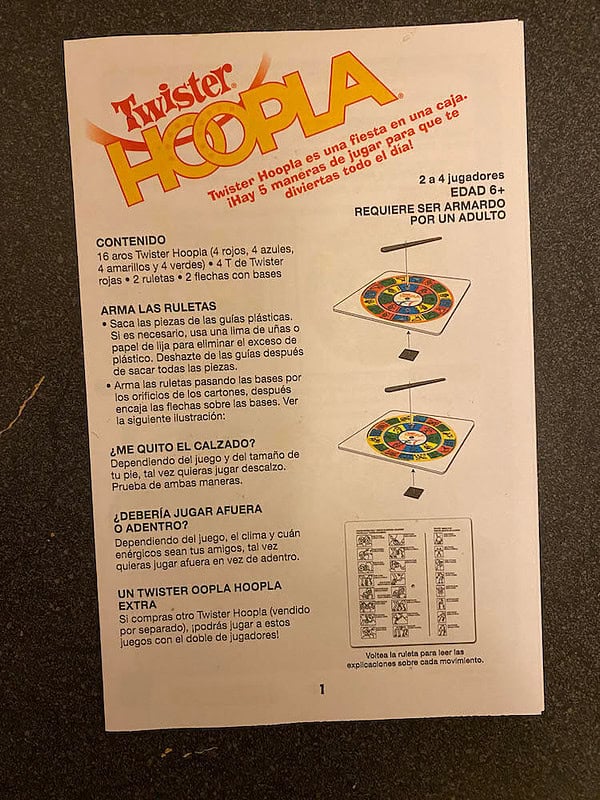 Twister
HOOPLA
Twister Hoopla es una fiesta en una caja.
¡Hay 5 maneras de jugar para que te
diviertas todo el día!
2 a 4 jugadores
EDAD 6+
REQUIERE SER ARMARDO
POR UN ADULTO
CONTENIDO
16 aros Twister Hoopla (4 rojos, 4 azules,
4 amarillos y 4 verdes) • 4 T de Twister
rojas • 2 ruletas • 2 flechas con bases
ARMA LAS RULETAS
• Saca las piezas de las guías plásticas.
Si es necesario, usa una lima de uñas o
papel de lija para eliminar el exceso de
plástico. Deshazte de las guías después
de sacar todas las piezas.
• Arma las ruletas pasando las bases por
los orificios de los cartones, después
encaja las flechas sobre las bases. Ver
la siguiente ilustración:
¿ME QUITO EL CALZADO?
Dependiendo del juego y del tamaño de
tu pie, tal vez quieras jugar descalzo.
Prueba de ambas maneras.
¿DEBERÍA JUGAR AFUERA
O ADENTRO?
Dependiendo del juego, el clima y cuán
enérgicos sean tus amigos, tal vez
quieras jugar afuera en vez de adentro.
UN TWISTER OOPLA HOOPLA
EXTRA
Si compras otro Twister Hoopla (vendido
por separado), ¡podrás jugar a estos
juegos con el doble de jugadores!
Voltea la ruleta para leer las
explicaciones sobre cada movimiento.
1